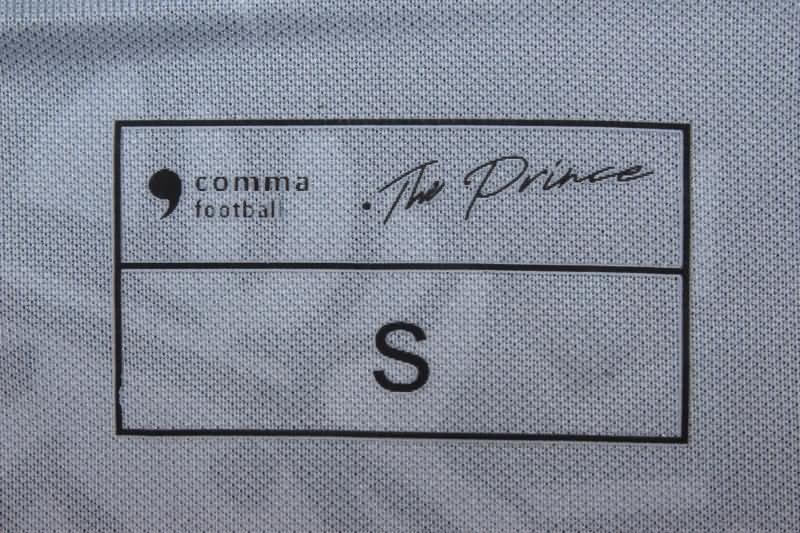 comma
football
The Prince
S